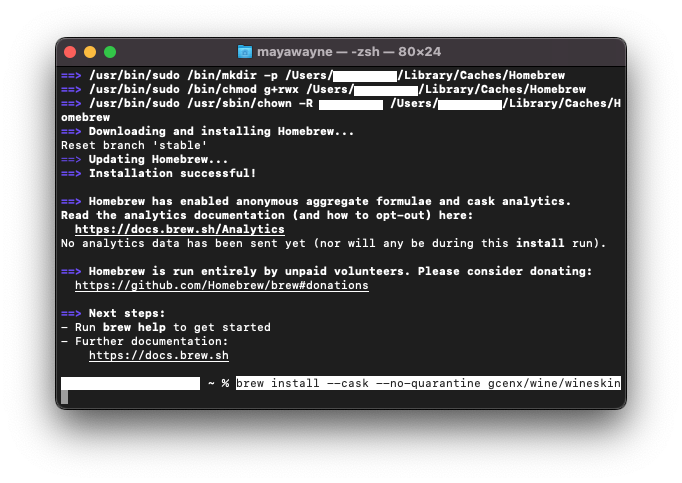 mayawayne — -zsh — 80×24
==> /usr/bin/sudo /bin/mkdir -p /Users/ /Library/Caches/Homebrew
==> /usr/bin/sudo /bin/chmod g+rwx /Users/ /Library/Caches/Homebrew
==> /usr/bin/sudo /usr/sbin/chown -R /Users/ /Library/Caches/H
omebrew
==> Downloading and installing Homebrew...
Reset branch 'stable'
==> Updating Homebrew...
==> Installation successful!
==> Homebrew has enabled anonymous aggregate formulae and cask analytics.
Read the analytics documentation (and how to opt-out) here:
https://docs.brew.sh/Analytics
No analytics data has been sent yet (nor will any be during this install run).
==> Homebrew is run entirely by unpaid volunteers. Please consider donating:
https://github.com/Homebrew/brew#donations
==> Next steps:
– Run brew help to get started
– Further documentation:
https://docs.brew.sh
~ % brew install --cask --no-quarantine gcenx/wine/wineskin